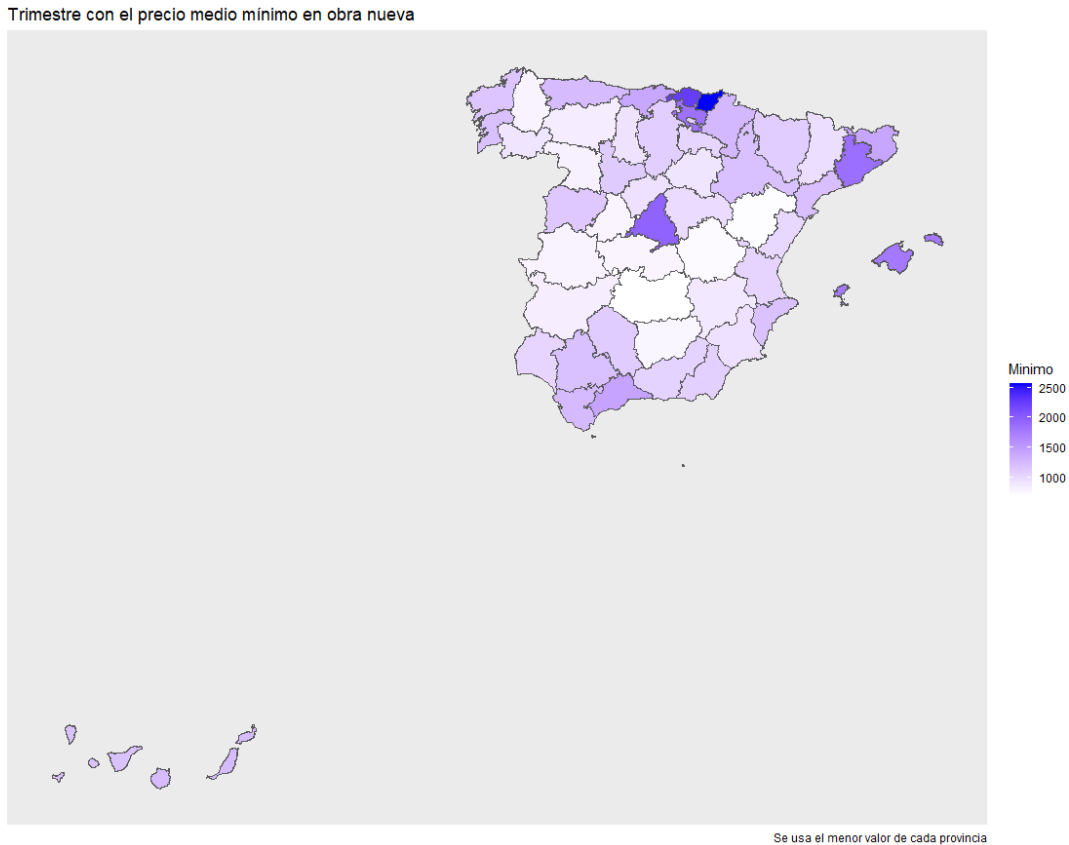 Trimestre con el precio medio mínimo en obra nueva
Minimo
2500
2000
1500
1000
Se usa el menor valor de cada provincia